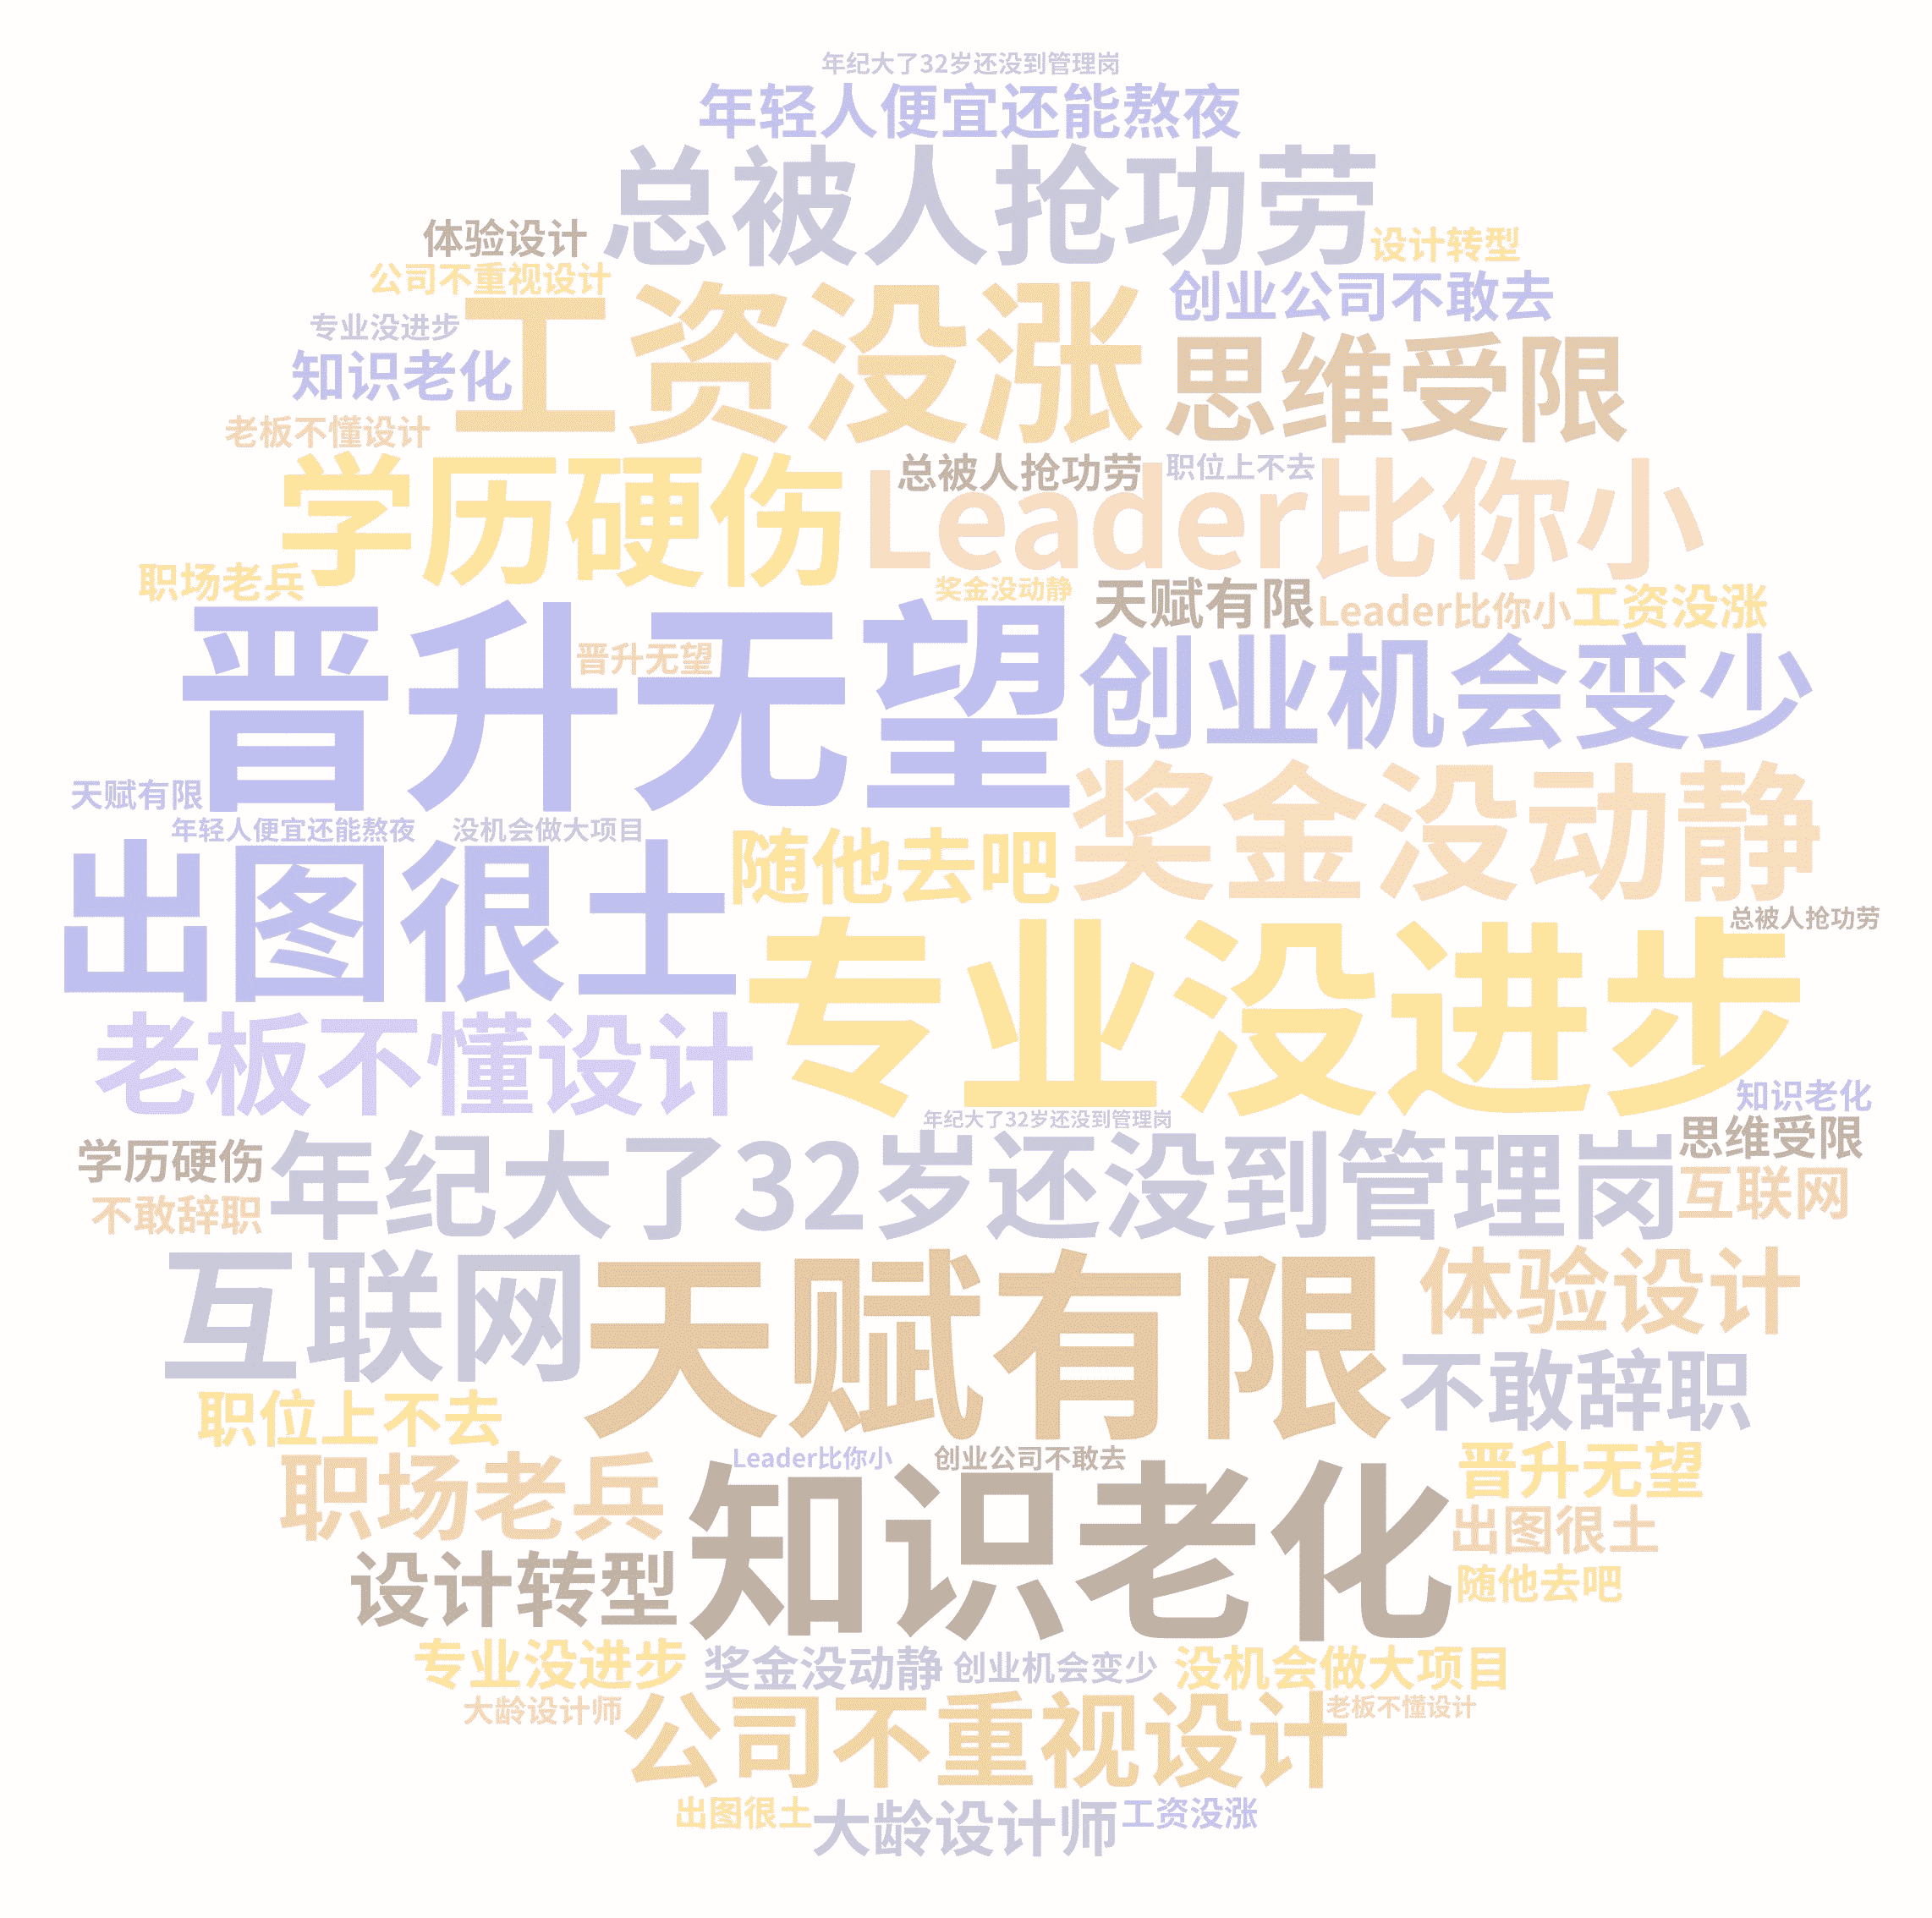 年纪大了32岁还没到管理岗
年轻人便宜还能熬夜
总被人抢功劳
体验设计
设计转型
公司不重视设计
创业公司不敢去
工资没涨
专业没进步
思维受限
知识老化
老板不懂设计
学历硬伤
总被人抢功劳
职位上不去
Leader比你小
职场老兵
奖金没动静
天赋有限
Leader比你小
工资没涨
晋升无望
晋升无望
创业机会变少
奖金没动静
天赋有限
年轻人便宜还能熬夜
没机会做大项目
出图很土
随他去吧
总被人抢功劳
专业没进步
老板不懂设计
知识老化
年纪大了32岁还没到管理岗
学历硬伤
年纪大了32岁还没到管理岗
思维受限
不敢辞职
互联网
互联网
天赋有限
体验设计
不敢辞职
职位上不去
Leader比你小
创业公司不敢去
晋升无望
职场老兵
知识老化
出图很土
设计转型
随他去吧
专业没进步
奖金没动静
创业机会变少
没机会做大项目
大龄设计师
公司不重视设计
老板不懂设计
出图很土
大龄设计师
工资没涨